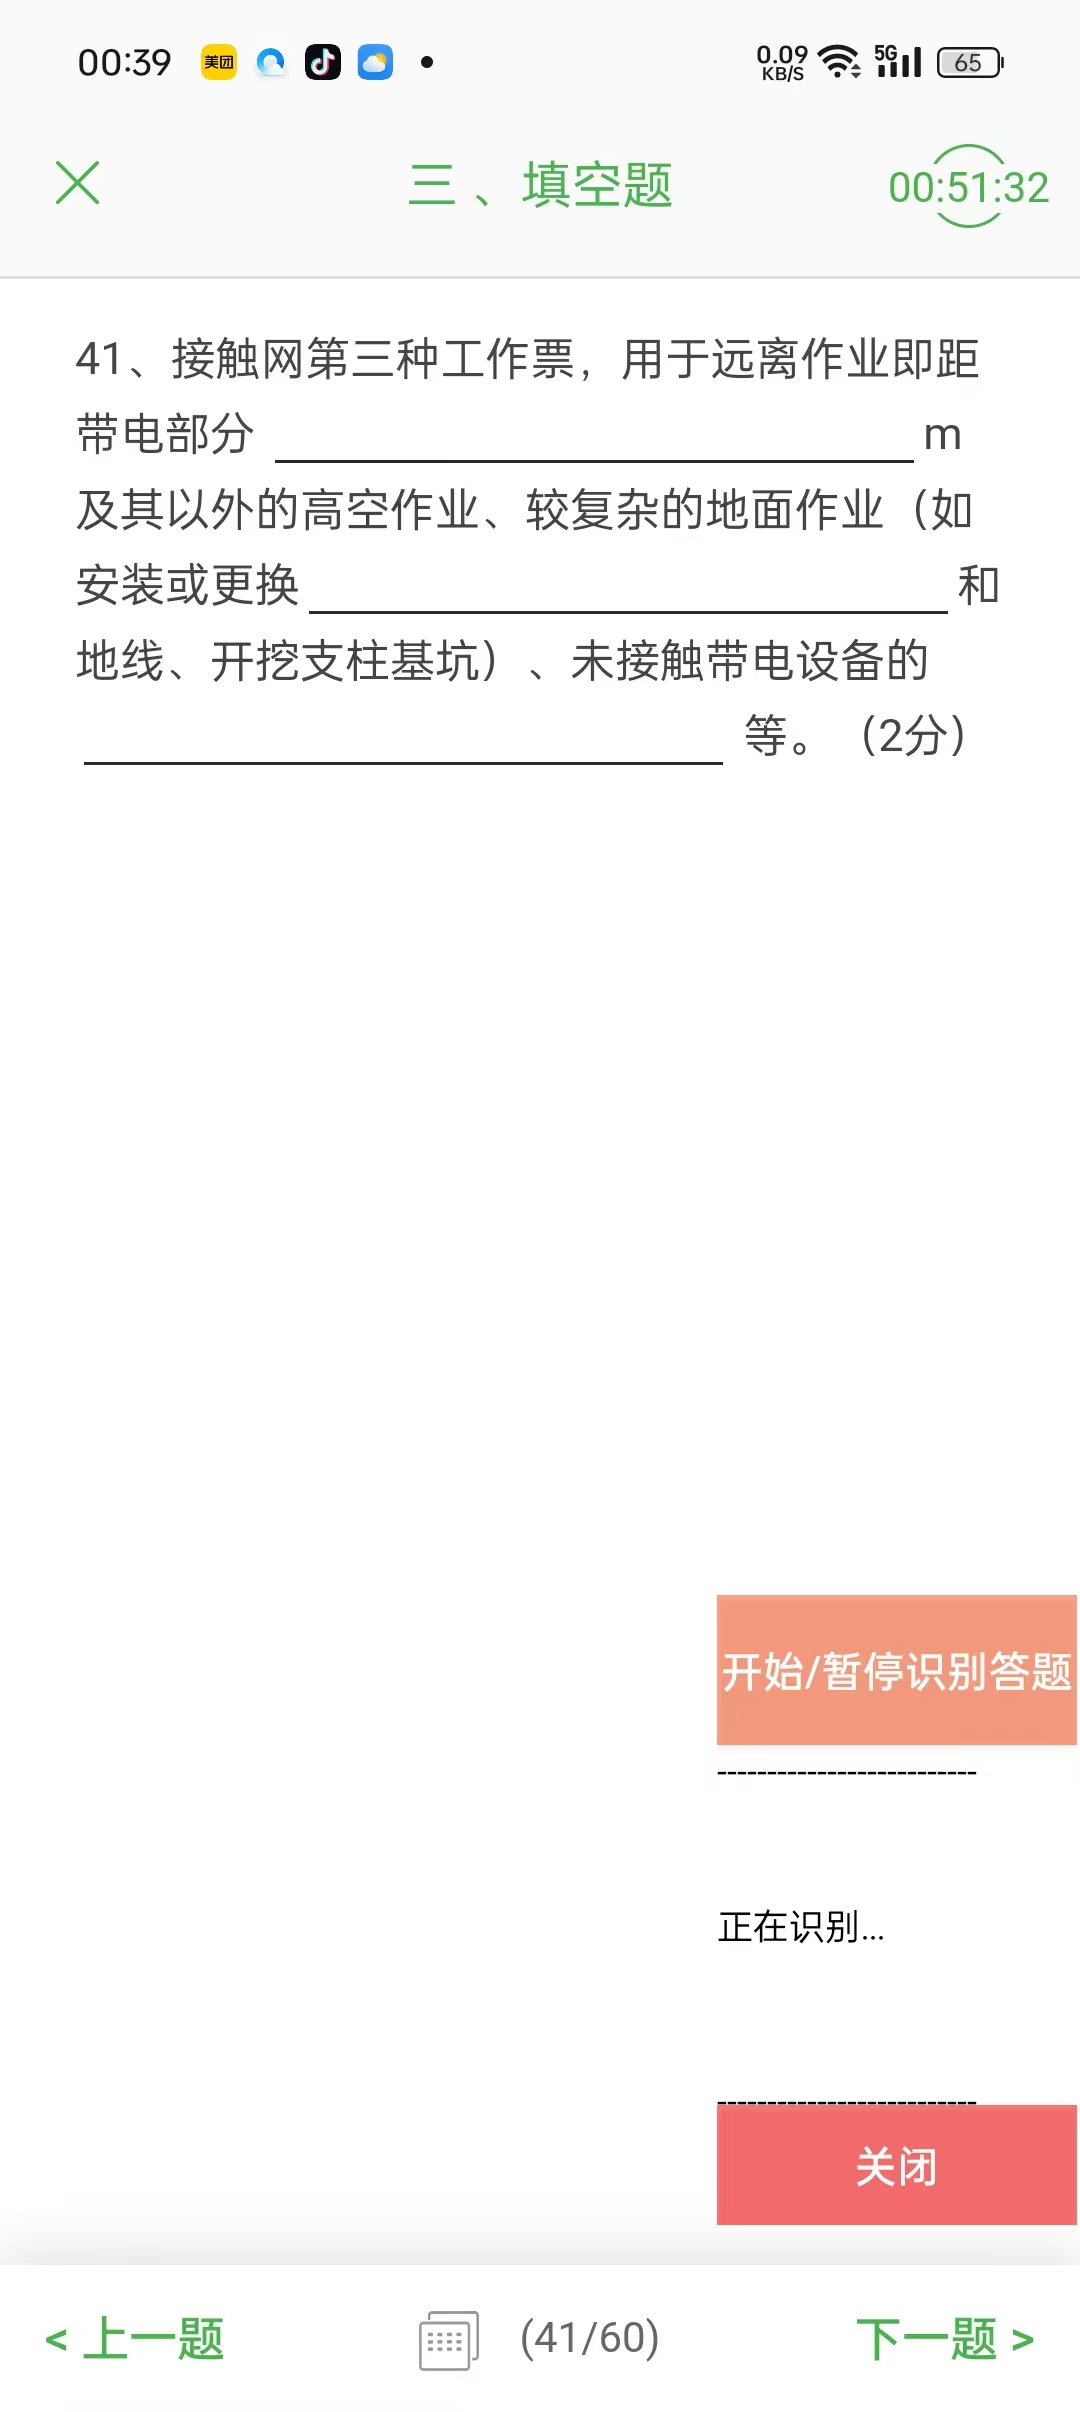 00:39
美团
0.09
KB/S
5G
65
三、填空题
00:51:32
41、接触网第三种工作票，用于远离作业即距
带电部分 m
及其以外的高空作业、较复杂的地面作业（如
安装或更换 和
地线、开挖支柱基坑）、未接触带电设备的
等。（2分）
开始/暂停识别答题
--------------------------
正在识别...
--------------------------
关闭
< 上一题
(41/60)
下一题 >